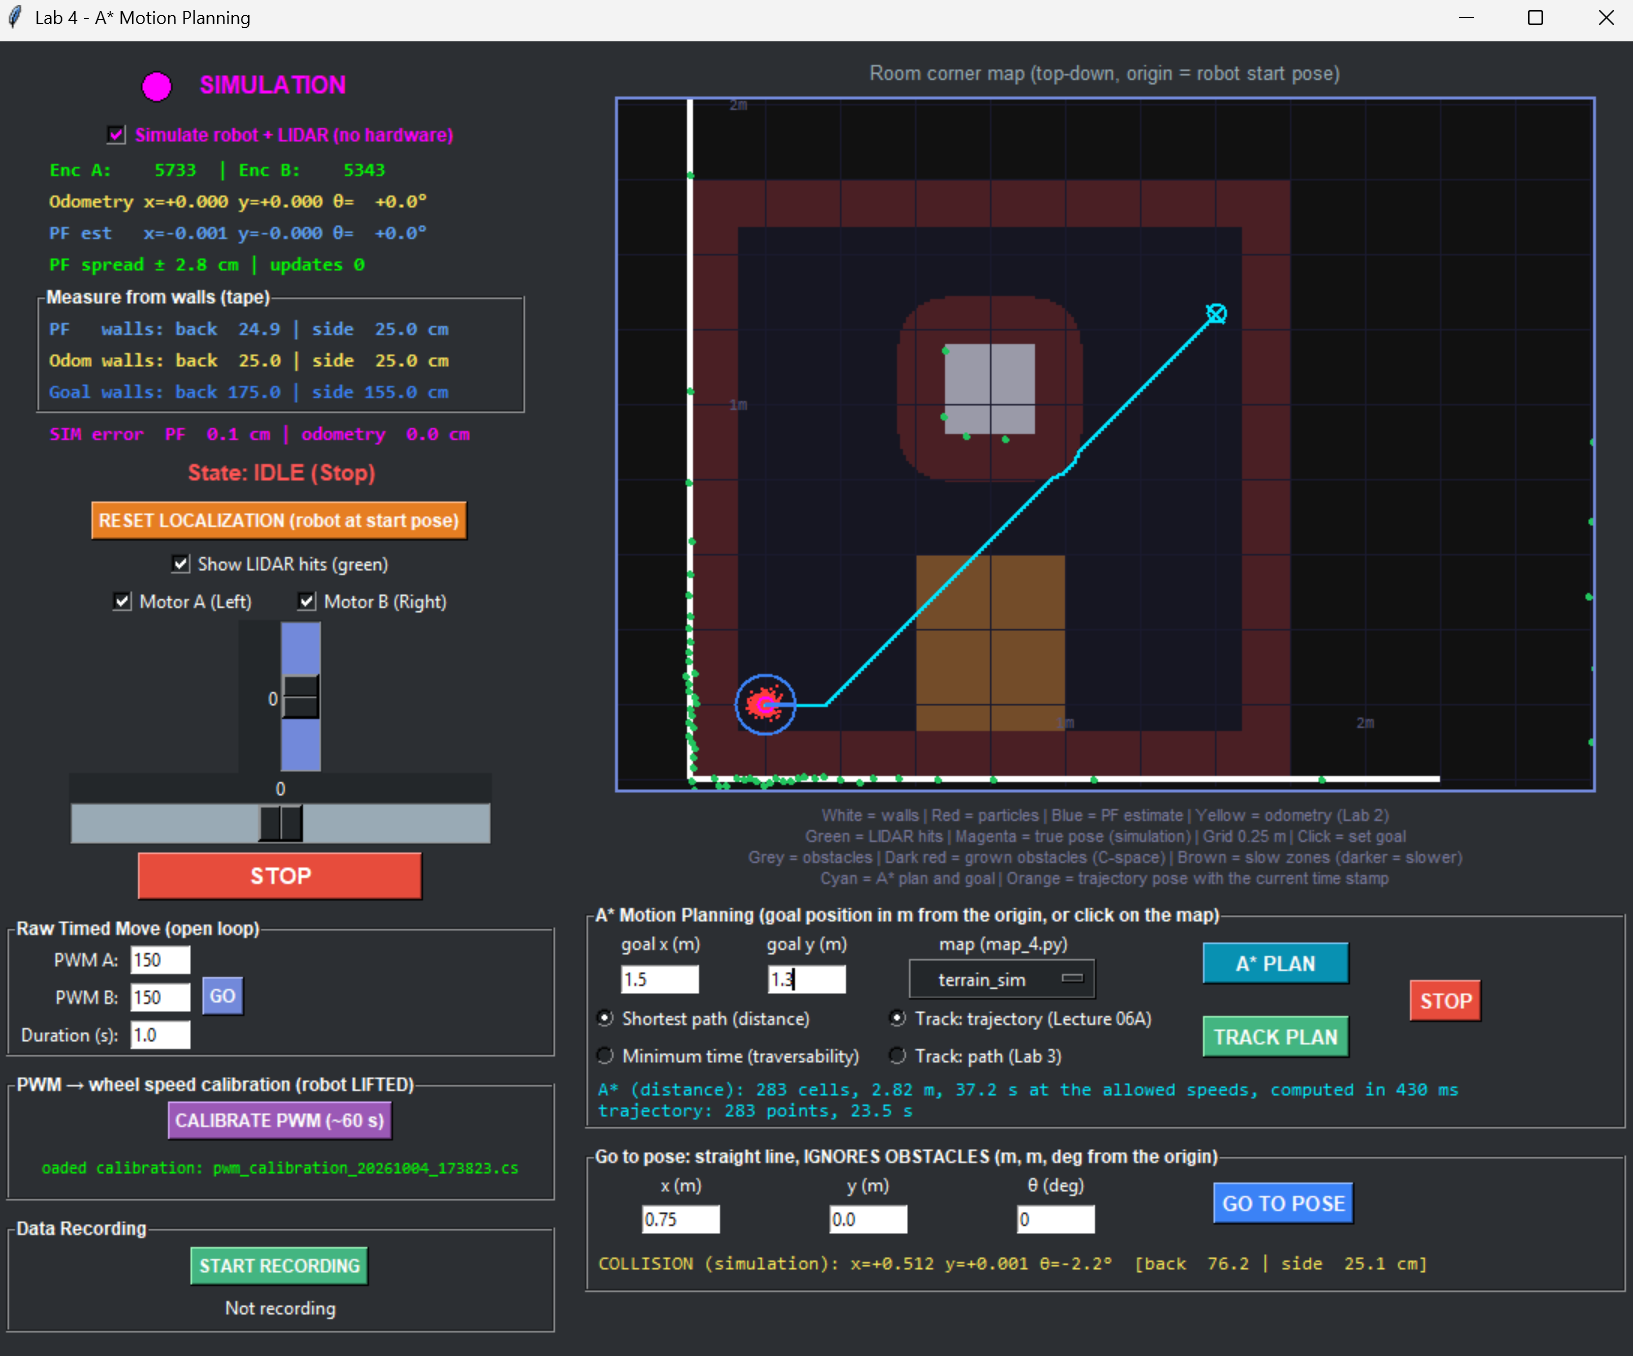 Lab 4 - A* Motion Planning
SIMULATION
Simulate robot + LIDAR (no hardware)
Enc A: 5733 | Enc B: 5343
Odometry x=+0.000 y=+0.000 θ= +0.0°
PF est x=-0.001 y=-0.000 θ= +0.0°
PF spread ± 2.8 cm | updates 0
Measure from walls (tape)
PF walls: back 24.9 | side 25.0 cm
Odom walls: back 25.0 | side 25.0 cm
Goal walls: back 175.0 | side 155.0 cm
SIM error PF 0.1 cm | odometry 0.0 cm
State: IDLE (Stop)
RESET LOCALIZATION (robot at start pose)
Show LIDAR hits (green)
Motor A (Left) Motor B (Right)
0
0
STOP
Raw Timed Move (open loop)
PWM A: 150
PWM B: 150
GO
Duration (s): 1.0
PWM → wheel speed calibration (robot LIFTED)
CALIBRATE PWM (~60 s)
oaded calibration: pwm_calibration_20261004_173823.cs
Data Recording
START RECORDING
Not recording
Room corner map (top-down, origin = robot start pose)
2m
1m
1m 2m
White = walls | Red = particles | Blue = PF estimate | Yellow = odometry (Lab 2)
Green = LIDAR hits | Magenta = true pose (simulation) | Grid 0.25 m | Click = set goal
Grey = obstacles | Dark red = grown obstacles (C-space) | Brown = slow zones (darker = slower)
Cyan = A* plan and goal | Orange = trajectory pose with the current time stamp
A* Motion Planning (goal position in m from the origin, or click on the map)
goal x (m) goal y (m) map (map_4.py)
1.5 1.3 terrain_sim
A* PLAN
STOP
Shortest path (distance) Track: trajectory (Lecture 06A)
TRACK PLAN
Minimum time (traversability) Track: path (Lab 3)
A* (distance): 283 cells, 2.82 m, 37.2 s at the allowed speeds, computed in 430 ms
trajectory: 283 points, 23.5 s
Go to pose: straight line, IGNORES OBSTACLES (m, m, deg from the origin)
x (m) y (m) θ (deg)
0.75 0.0 0
GO TO POSE
COLLISION (simulation): x=+0.512 y=+0.001 θ=-2.2° [back 76.2 | side 25.1 cm]